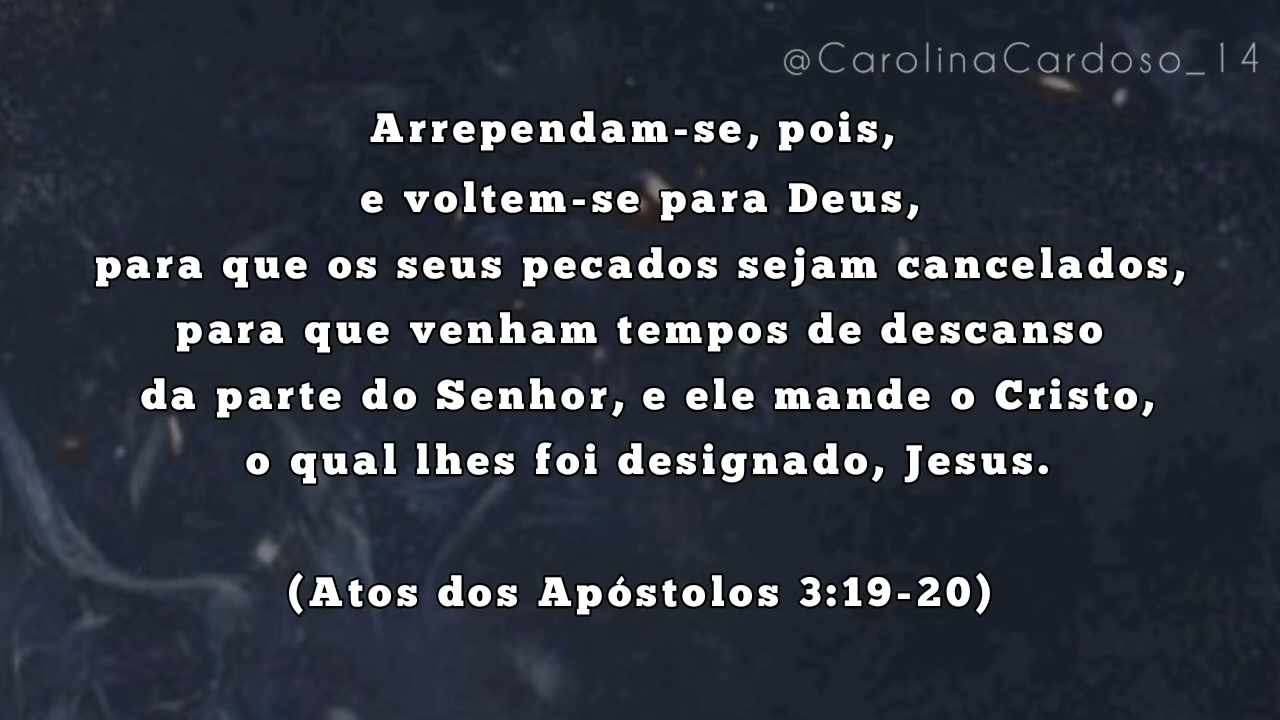 @CarolinaCardoso_14
Arrependam-se, pois,
e voltem-se para Deus,
para que os seus pecados sejam cancelados,
para que venham tempos de descanso
da parte do Senhor, e ele mande o Cristo,
o qual lhes foi designado, Jesus.
(Atos dos Apóstolos 3:19-20)